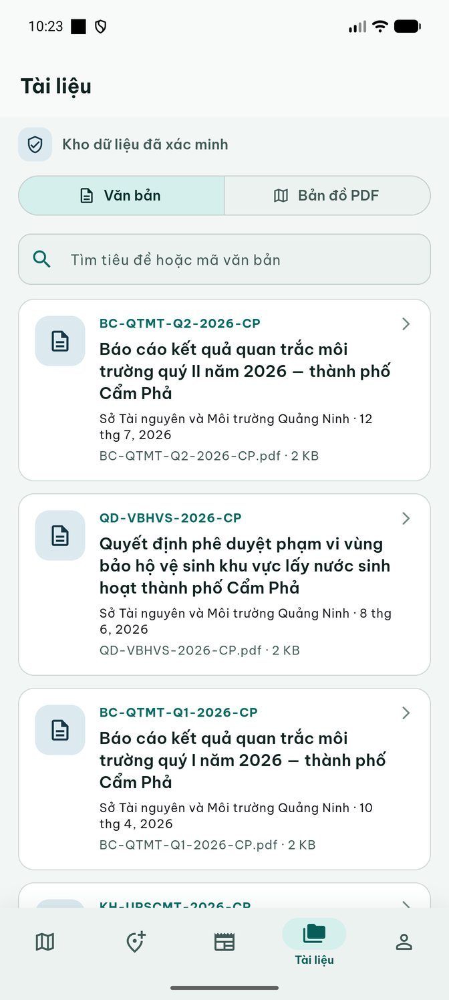 10:23
Tài liệu
Kho dữ liệu đã xác minh
Văn bản
Bản đồ PDF
Tìm tiêu đề hoặc mã văn bản
BC-QTMT-Q2-2026-CP
Báo cáo kết quả quan trắc môi
trường quý II năm 2026 – thành phố
Cẩm Phả
Sở Tài nguyên và Môi trường Quảng Ninh · 12
thg 7, 2026
BC-QTMT-Q2-2026-CP.pdf · 2 KB
QD-VBHVS-2026-CP
Quyết định phê duyệt phạm vi vùng
bảo hộ vệ sinh khu vực lấy nước sinh
hoạt thành phố Cẩm Phả
Sở Tài nguyên và Môi trường Quảng Ninh · 8 thg
6, 2026
QD-VBHVS-2026-CP.pdf · 2 KB
BC-QTMT-Q1-2026-CP
Báo cáo kết quả quan trắc môi
trường quý I năm 2026 – thành phố
Cẩm Phả
Sở Tài nguyên và Môi trường Quảng Ninh · 10
thg 4, 2026
BC-QTMT-Q1-2026-CP.pdf · 2 KB
KH-UPSCMT-2026-CP
Tài liệu